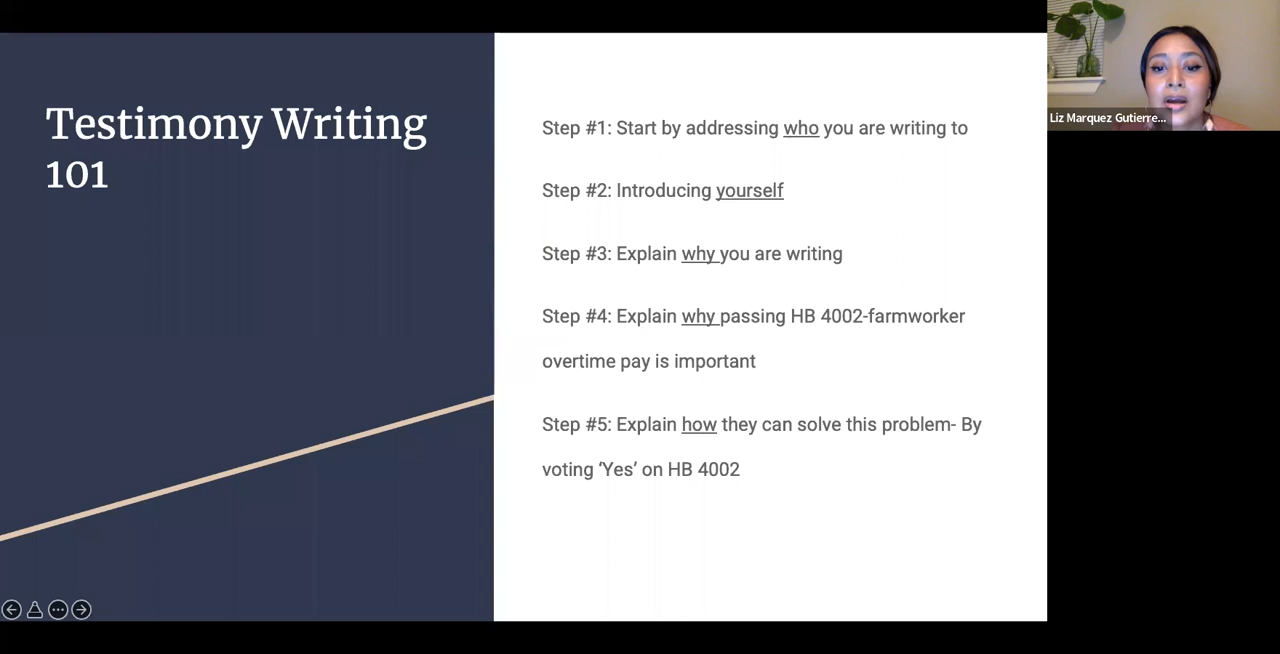 Testimony Writing
101
Step #1: Start by addressing who you are writing to
Step #2: Introducing yourself
Step #3: Explain why you are writing
Step #4: Explain why passing HB 4002-farmworker
overtime pay is important
Step #5: Explain how they can solve this problem- By
voting ‘Yes’ on HB 4002
Liz Marquez Gutierre...